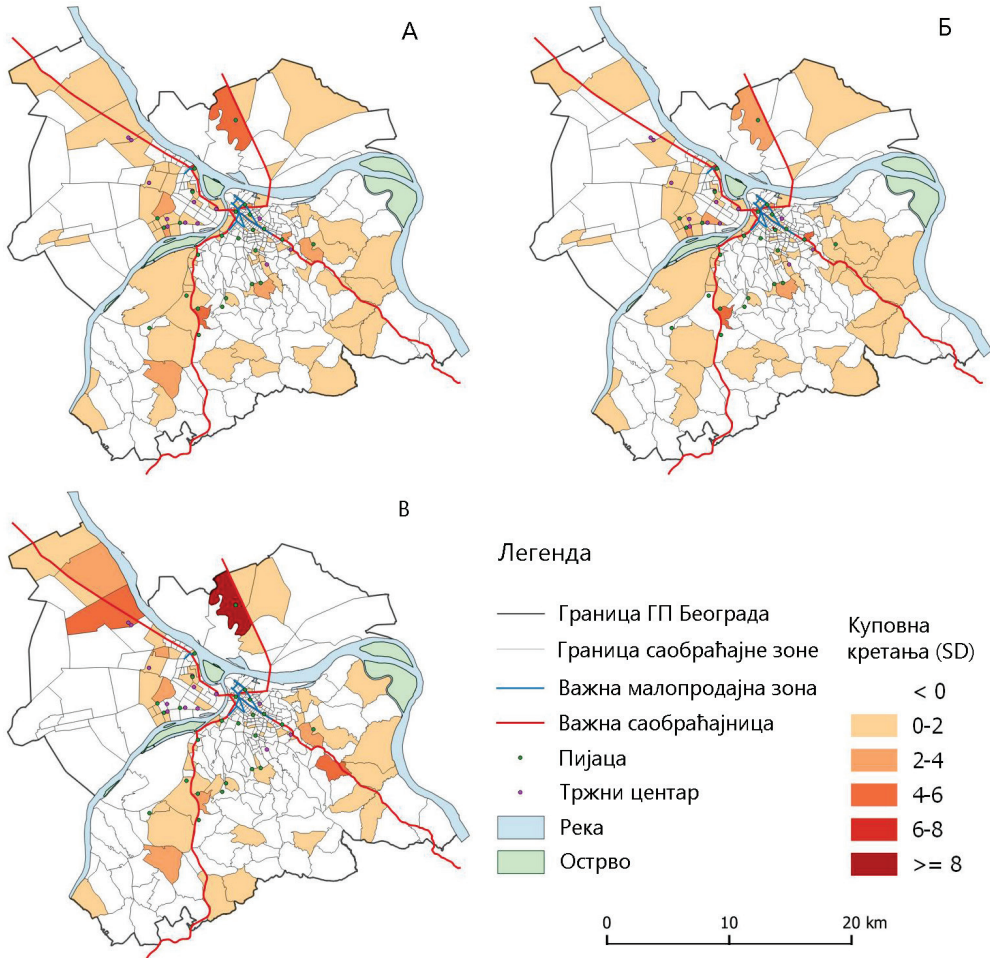 А
Б
В
Легенда
Граница ГП Београда
Граница саобраћајне зоне
Важна малопродајна зона
Важна саобраћајница
Пијаца
Тржни центар
Река
Острво
Куповна
кретања (SD)
< 0
0-2
2-4
4-6
6-8
>= 8
0 10 20 km